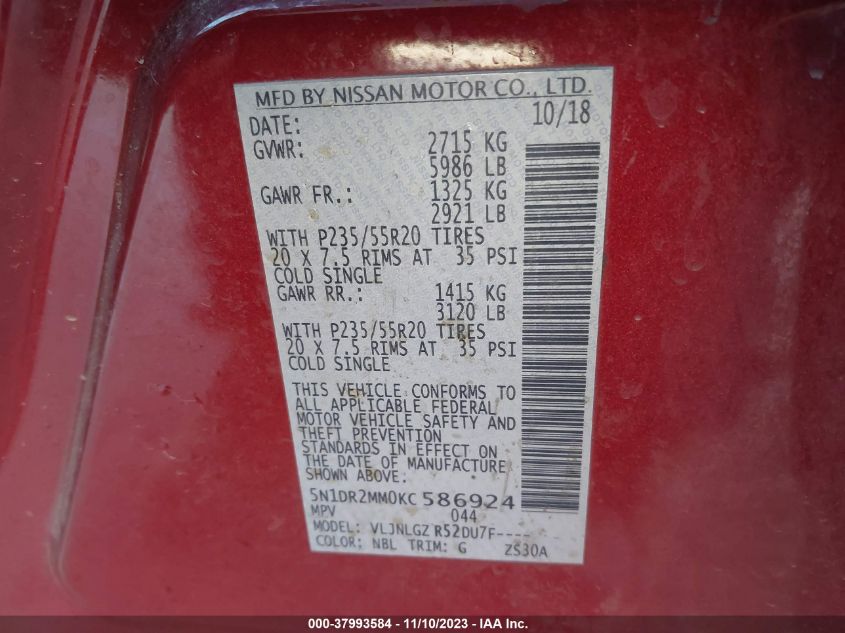 MFD BY NISSAN MOTOR CO., LTD.
DATE: 10/18
GVWR: 2715 KG
5986 LB
GAWR FR.: 1325 KG
2921 LB
WITH P235/55R20 TIRES
20 X 7.5 RIMS AT 35 PSI
COLD SINGLE
GAWR RR.: 1415 KG
3120 LB
WITH P235/55R20 TIRES
20 X 7.5 RIMS AT 35 PSI
COLD SINGLE
THIS VEHICLE CONFORMS TO
ALL APPLICABLE FEDERAL
MOTOR VEHICLE SAFETY AND
THEFT PREVENTION
STANDARDS IN EFFECT ON
THE DATE OF MANUFACTURE
SHOWN ABOVE.
5N1DR2MM0KC586924
MPV 044
MODEL: VLJNLGZ R52DU7F----
COLOR: NBL TRIM: G ZS30A
000-37993584 — 11/10/2023 — IAA Inc.